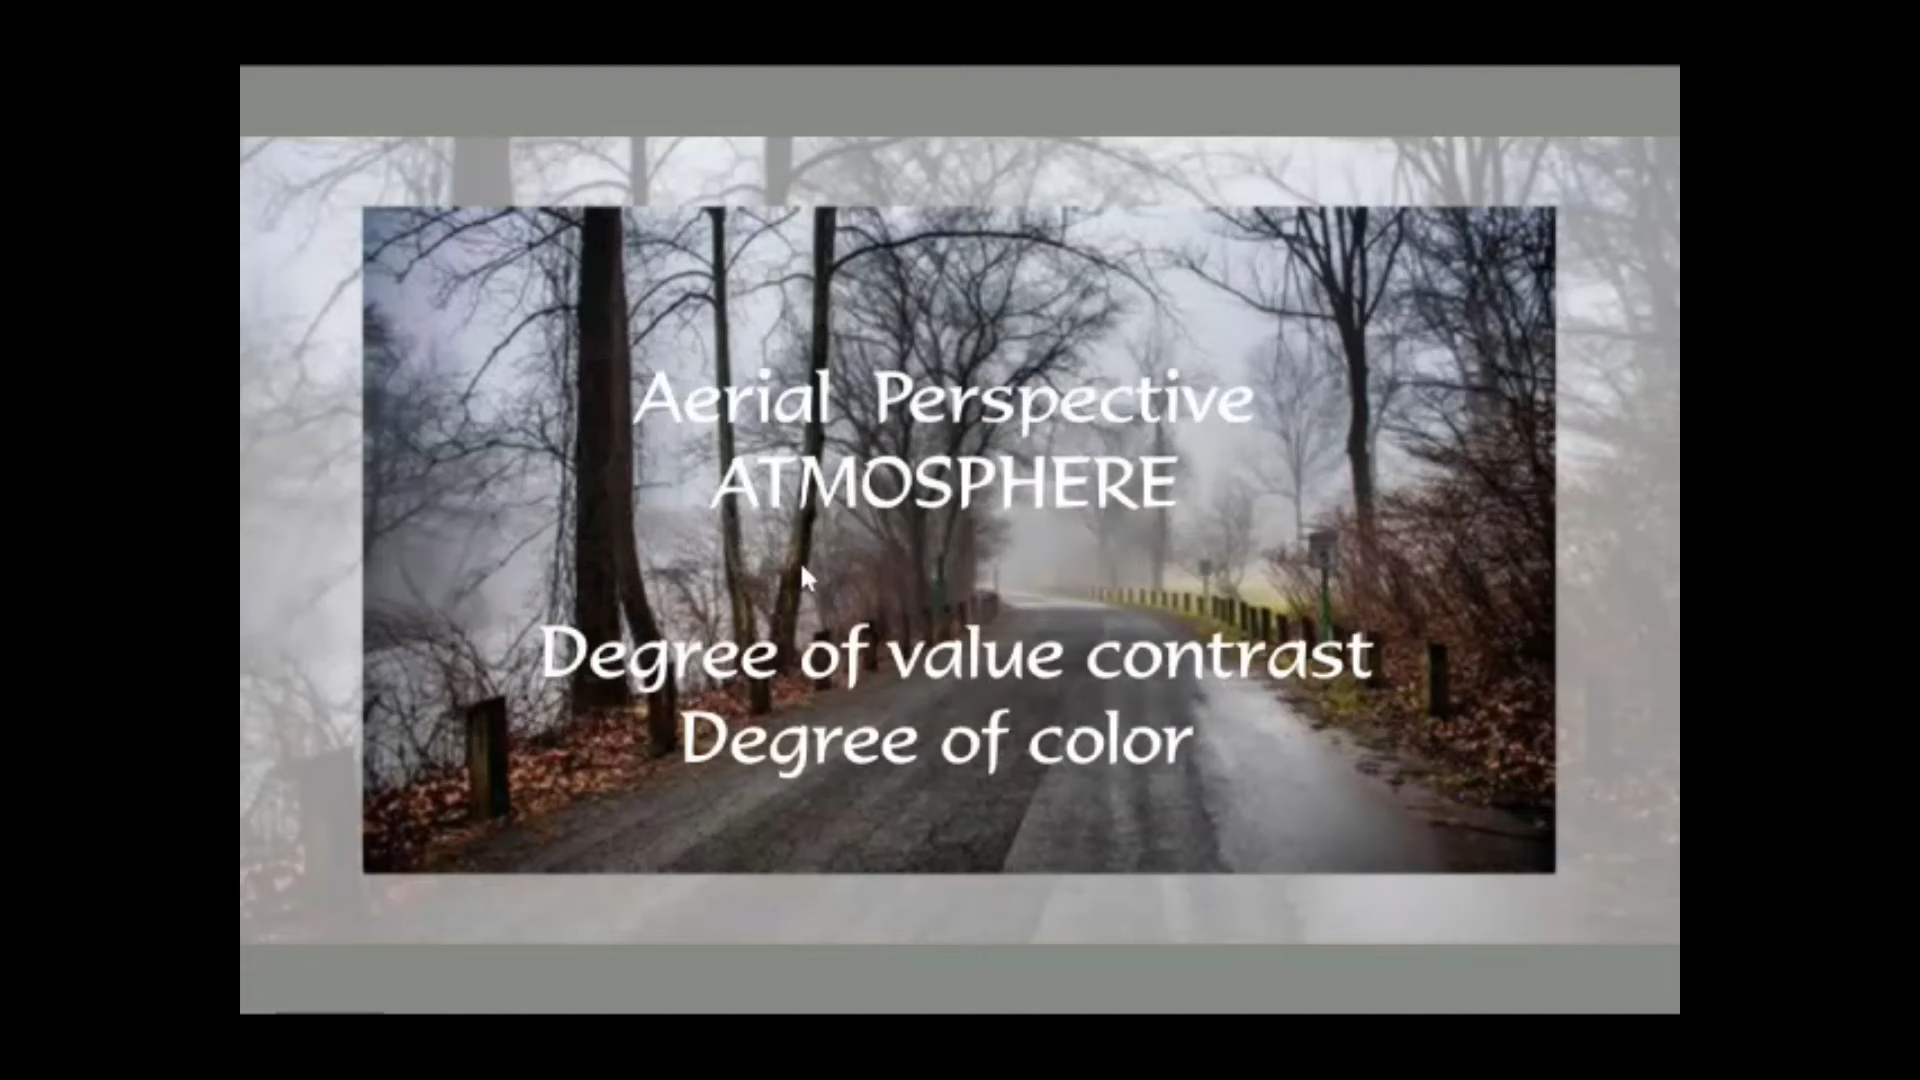 Aerial Perspective
ATMOSPHERE
Degree of value contrast
Degree of color